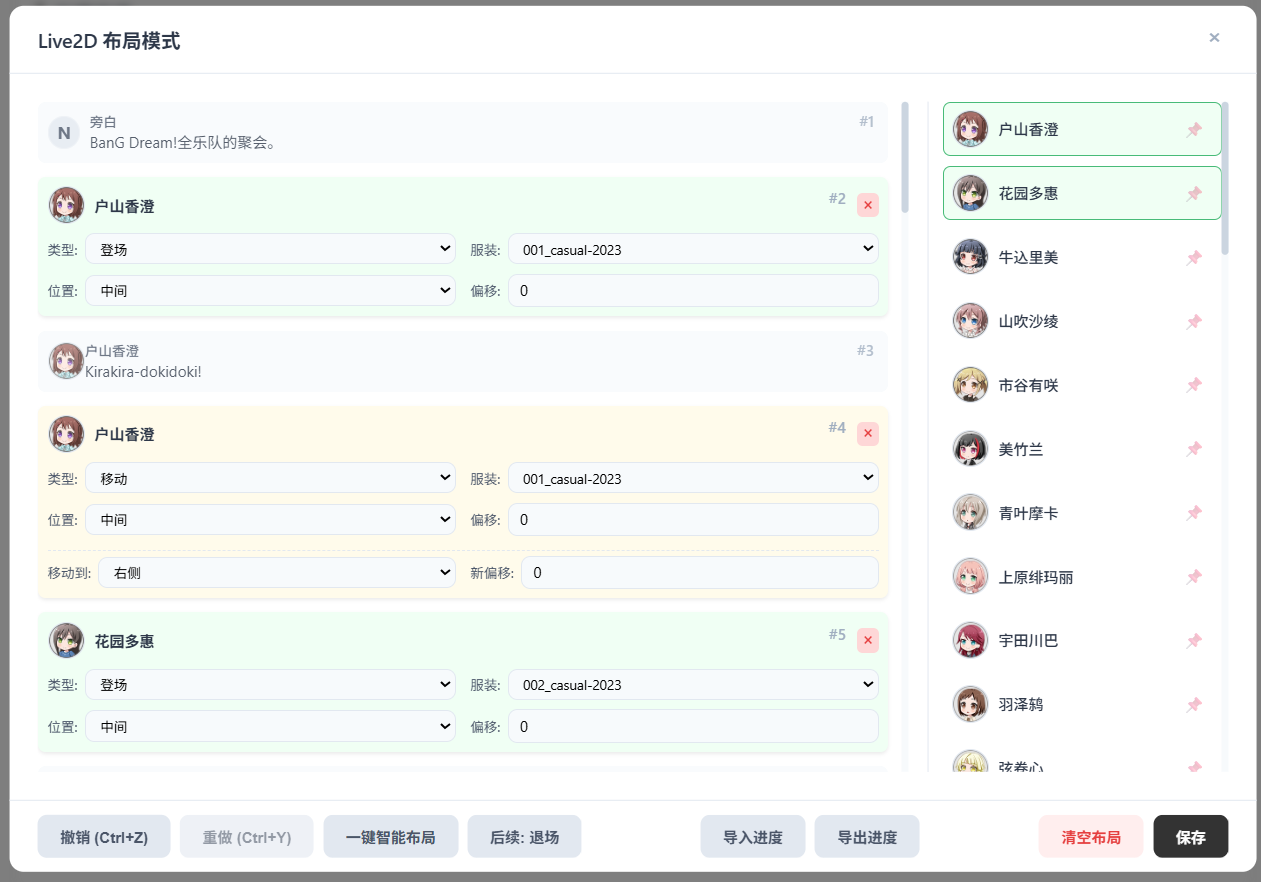 Live2D 布局模式
×
N
旁白
#1
BanG Dream!全乐队的聚会。
户山香澄
#2
×
类型: 登场 服装: 001_casual-2023
位置: 中间 偏移: 0
户山香澄
#3
Kirakira-dokidoki!
户山香澄
#4
×
类型: 移动 服装: 001_casual-2023
位置: 中间 偏移: 0
移动到: 右侧 新偏移: 0
花园多惠
#5
×
类型: 登场 服装: 002_casual-2023
位置: 中间 偏移: 0
户山香澄
花园多惠
牛込里美
山吹沙绫
市谷有咲
美竹兰
青叶摩卡
上原绯玛丽
宇田川巴
羽泽鸫
弦卷心
撤销 (Ctrl+Z)
重做 (Ctrl+Y)
一键智能布局
后续: 退场
导入进度
导出进度
清空布局
保存